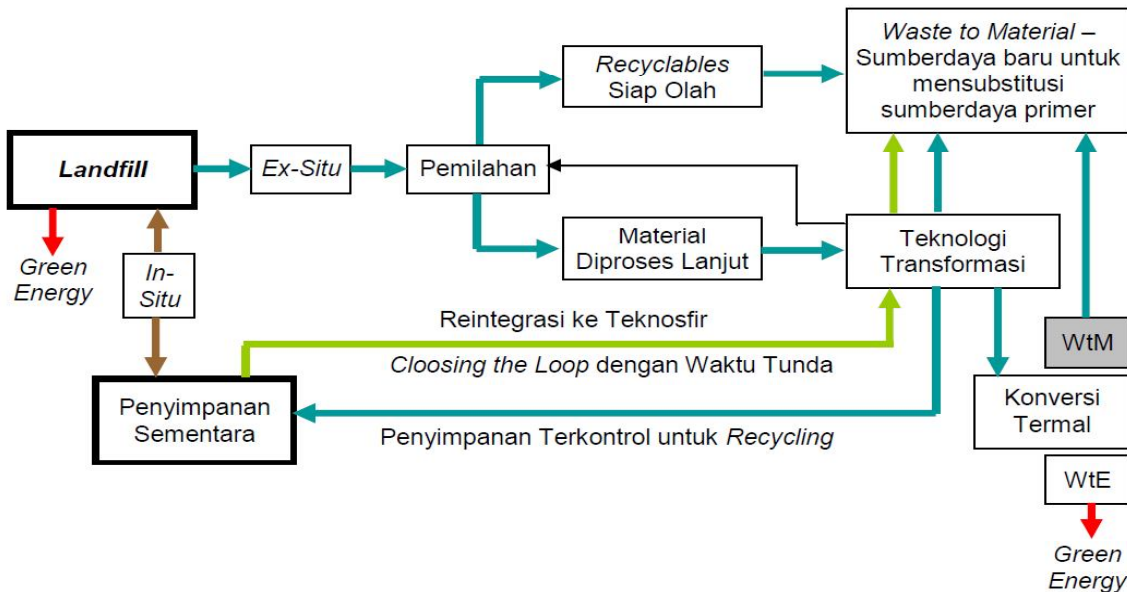 Waste to Material –
Sumberdaya baru untuk
mensubstitusi
sumberdaya primer
Recyclables
Siap Olah
Landfill
Ex-Situ
Pemilahan
Material
Diproses Lanjut
Teknologi
Transformasi
Green
Energy
In-
Situ
Reintegrasi ke Teknosfir
Cloosing the Loop dengan Waktu Tunda
WtM
Penyimpanan
Sementara
Penyimpanan Terkontrol untuk Recycling
Konversi
Termal
WtE
Green
Energy